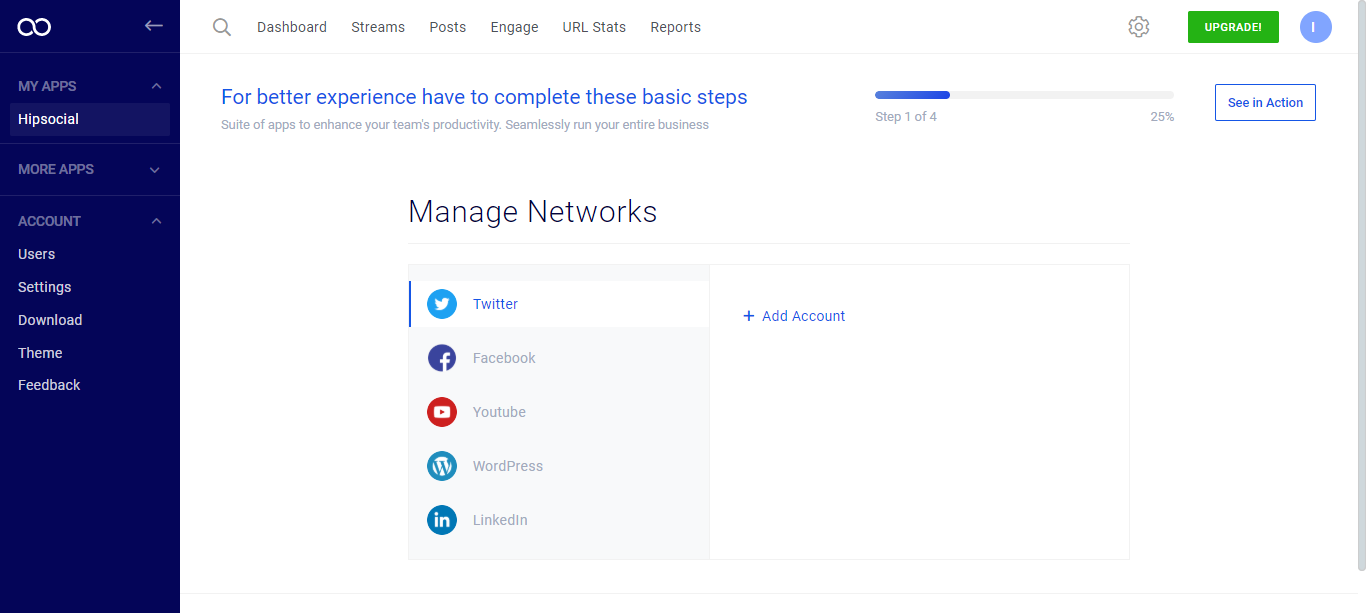 Dashboard Streams Posts Engage URL Stats Reports UPGRADE! I
MY APPS
Hipsocial
MORE APPS
ACCOUNT
Users
Settings
Download
Theme
Feedback
For better experience have to complete these basic steps
Suite of apps to enhance your team's productivity. Seamlessly run your entire business
Step 1 of 4 25%
See in Action
Manage Networks
Twitter
Facebook
Youtube
WordPress
LinkedIn
+ Add Account